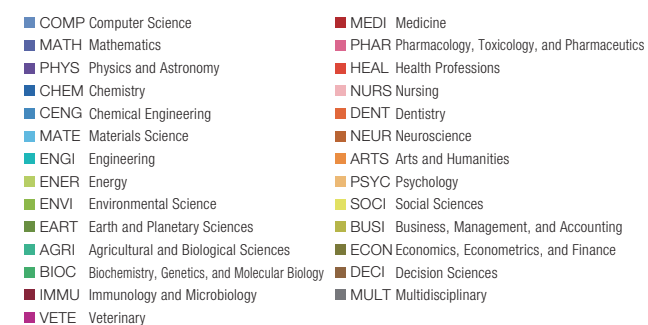 COMP Computer Science
MATH Mathematics
PHYS Physics and Astronomy
CHEM Chemistry
CENG Chemical Engineering
MATE Materials Science
ENGI Engineering
ENER Energy
ENVI Environmental Science
EART Earth and Planetary Sciences
AGRI Agricultural and Biological Sciences
BIOC Biochemistry, Genetics, and Molecular Biology
IMMU Immunology and Microbiology
VETE Veterinary
MEDI Medicine
PHAR Pharmacology, Toxicology, and Pharmaceutics
HEAL Health Professions
NURS Nursing
DENT Dentistry
NEUR Neuroscience
ARTS Arts and Humanities
PSYC Psychology
SOCI Social Sciences
BUSI Business, Management, and Accounting
ECON Economics, Econometrics, and Finance
DECI Decision Sciences
MULT Multidisciplinary